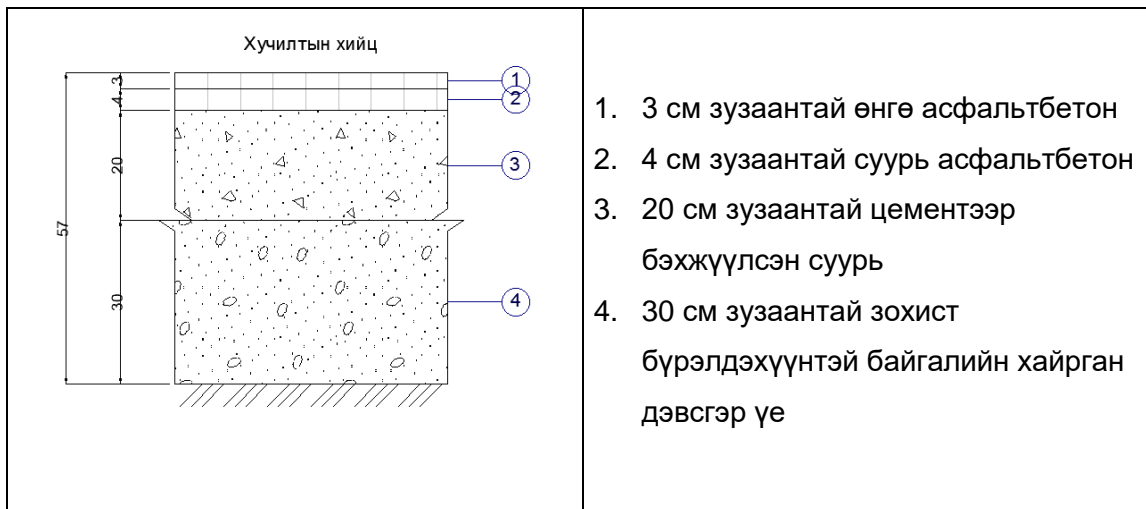 Хучилтын хийц
3
4
20
30
57
1
2
3
4
1. 3 см зузаантай өнгө асфальтбетон
2. 4 см зузаантай суурь асфальтбетон
3. 20 см зузаантай цементээр
бэхжүүлсэн суурь
4. 30 см зузаантай зохист
бүрэлдэхүүнтэй байгалийн хайрган
дэвсгэр үе